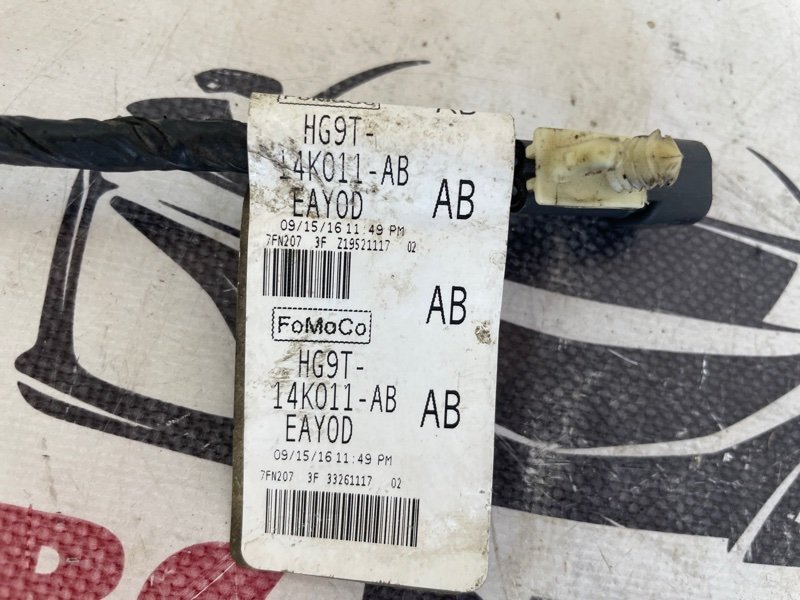 FoMoCo
AB
HG9T-
14K011-AB
EAYOD
AB
09/15/16 11:49 PM
7FN207 3F Z19521117 02
AB
FoMoCo
HG9T-
14K011-AB
EAYOD
AB
09/15/16 11:49 PM
7FN207 3F 33261117 02